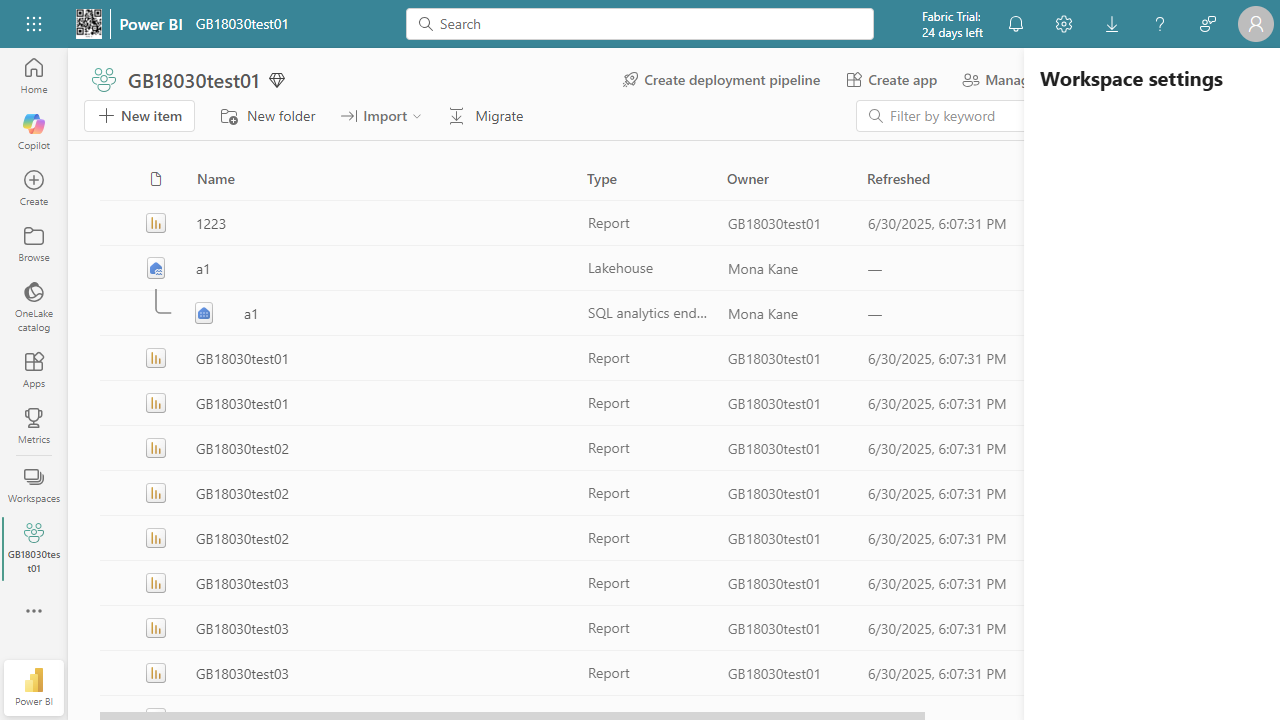 Power BI GB18030test01 Search Fabric Trial:
24 days left
Home
Copilot
Create
Browse
OneLake
catalog
Apps
Metrics
Workspaces
GB18030tes
t01
Power BI
GB18030test01 Create deployment pipeline Create app Manag
New item New folder Import Migrate Filter by keyword
Name Type Owner Refreshed
1223 Report GB18030test01 6/30/2025, 6:07:31 PM
a1 Lakehouse Mona Kane —
a1 SQL analytics end... Mona Kane —
GB18030test01 Report GB18030test01 6/30/2025, 6:07:31 PM
GB18030test01 Report GB18030test01 6/30/2025, 6:07:31 PM
GB18030test02 Report GB18030test01 6/30/2025, 6:07:31 PM
GB18030test02 Report GB18030test01 6/30/2025, 6:07:31 PM
GB18030test02 Report GB18030test01 6/30/2025, 6:07:31 PM
GB18030test03 Report GB18030test01 6/30/2025, 6:07:31 PM
GB18030test03 Report GB18030test01 6/30/2025, 6:07:31 PM
GB18030test03 Report GB18030test01 6/30/2025, 6:07:31 PM
Workspace settings